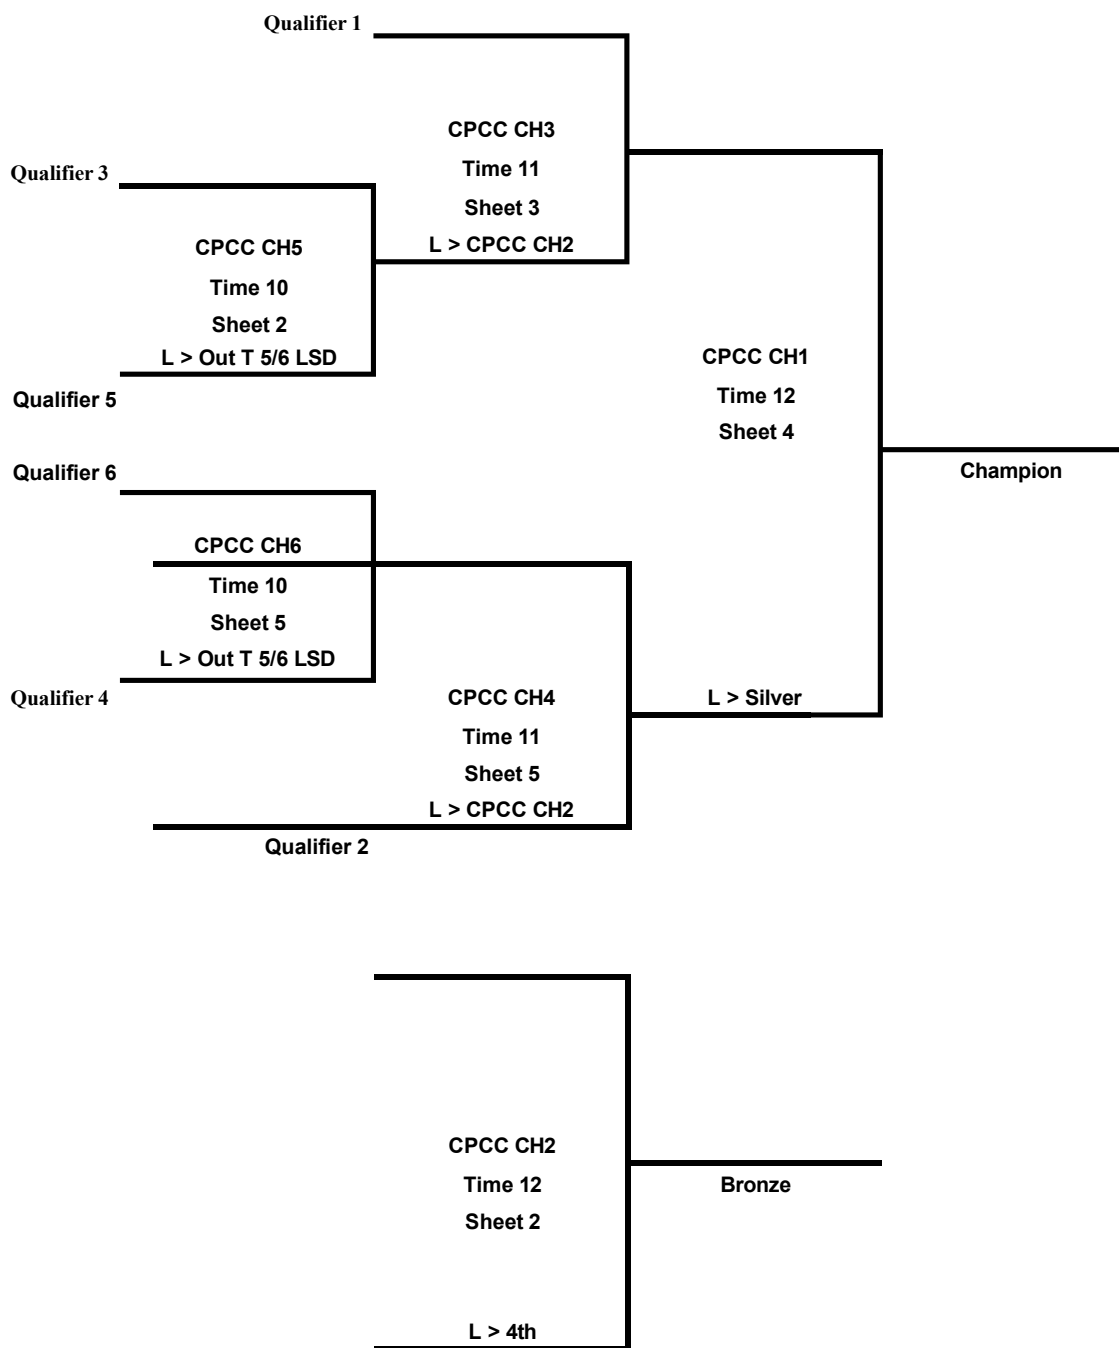 Qualifier 1
CPCC CH3
Time 11
Sheet 3
L > CPCC CH2
Qualifier 3
CPCC CH5
Time 10
Sheet 2
L > Out T 5/6 LSD
Qualifier 5
CPCC CH1
Time 12
Sheet 4
Champion
Qualifier 6
CPCC CH6
Time 10
Sheet 5
L > Out T 5/6 LSD
Qualifier 4
CPCC CH4
Time 11
Sheet 5
L > CPCC CH2
L > Silver
Qualifier 2
CPCC CH2
Time 12
Sheet 2
Bronze
L > 4th